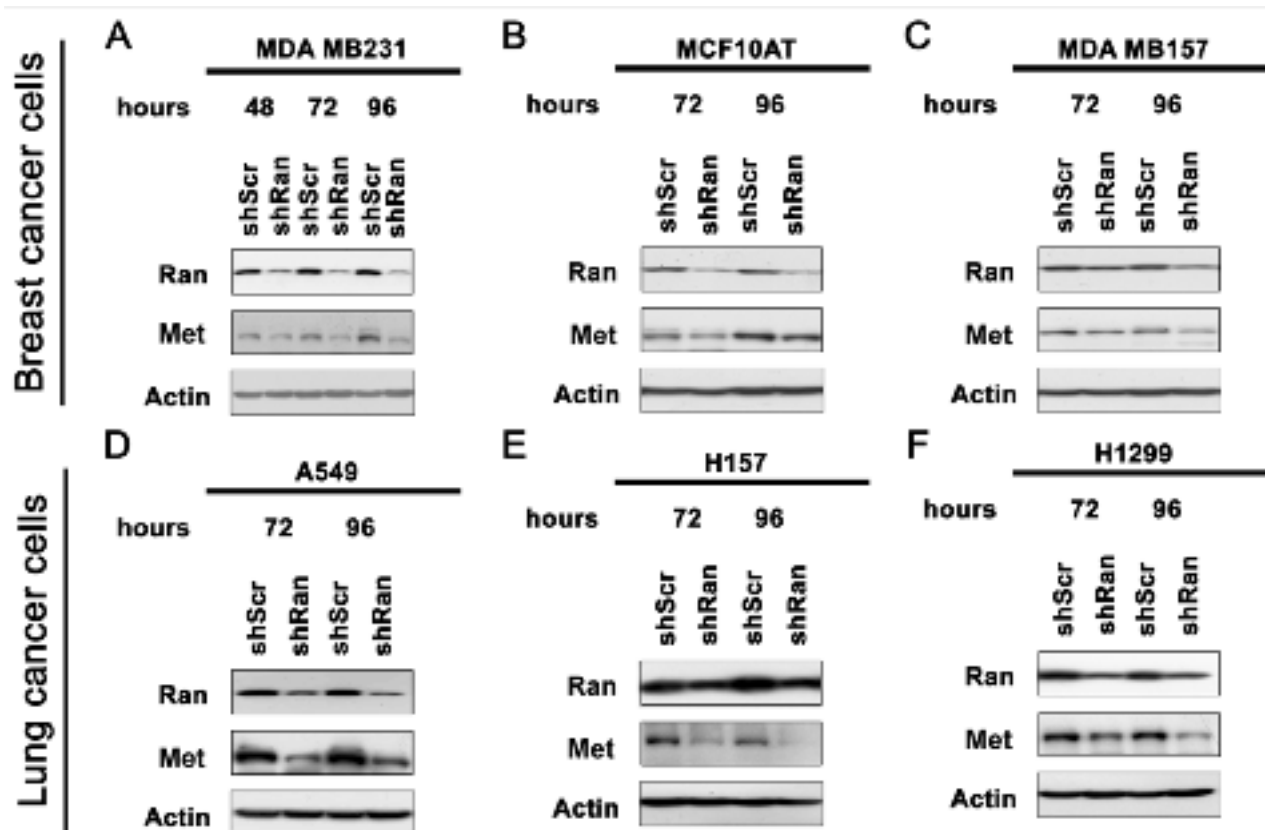 Breast cancer cells
A
MDA MB231
hours 48 72 96
shScr shRan shScr shRan shScr shRan
Ran
Met
Actin
B
MCF10AT
hours 72 96
shScr shRan shScr shRan
Ran
Met
Actin
C
MDA MB157
hours 72 96
shScr shRan shScr shRan
Ran
Met
Actin
Lung cancer cells
D
A549
hours 72 96
shScr shRan shScr shRan
Ran
Met
Actin
E
H157
hours 72 96
shScr shRan shScr shRan
Ran
Met
Actin
F
H1299
hours 72 96
shScr shRan shScr shRan
Ran
Met
Actin